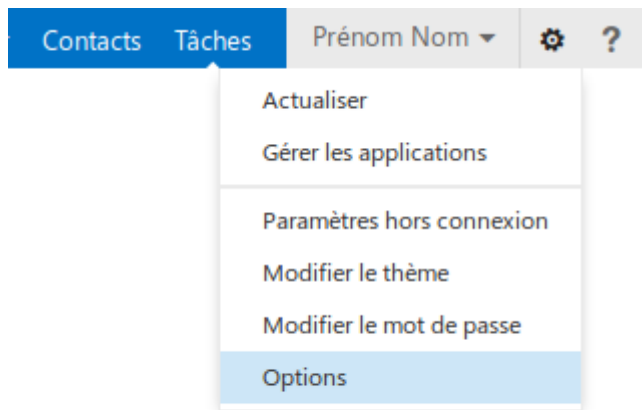 Contacts Tâches Prénom Nom ?
Actualiser
Gérer les applications
Paramètres hors connexion
Modifier le thème
Modifier le mot de passe
Options